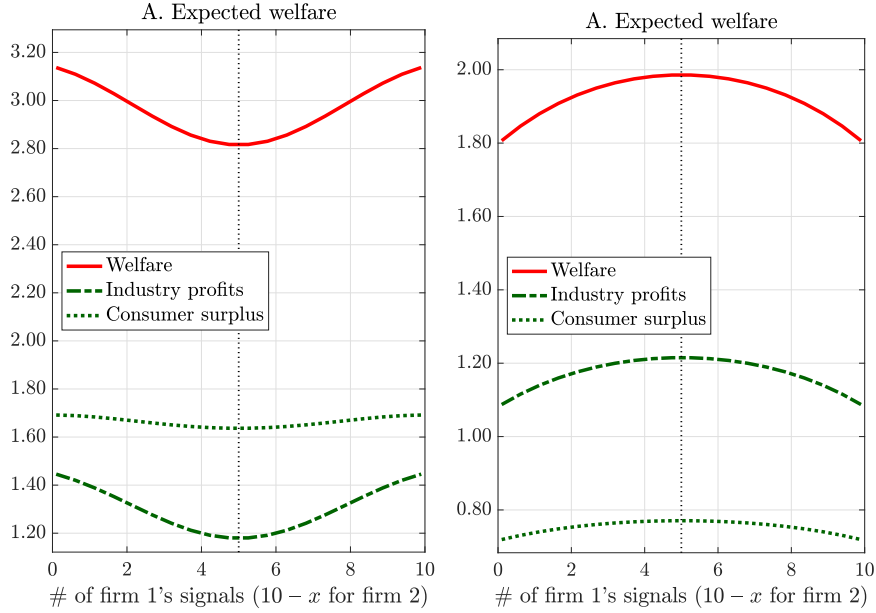 A. Expected welfare
3.20
3.00
2.80
2.60
2.40
2.20
2.00
1.80
1.60
1.40
1.20
Welfare
Industry profits
Consumer surplus
0 2 4 6 8 10
# of firm 1's signals (10 − x for firm 2)
A. Expected welfare
2.00
1.80
1.60
1.40
1.20
1.00
0.80
Welfare
Industry profits
Consumer surplus
0 2 4 6 8 10
# of firm 1's signals (10 − x for firm 2)